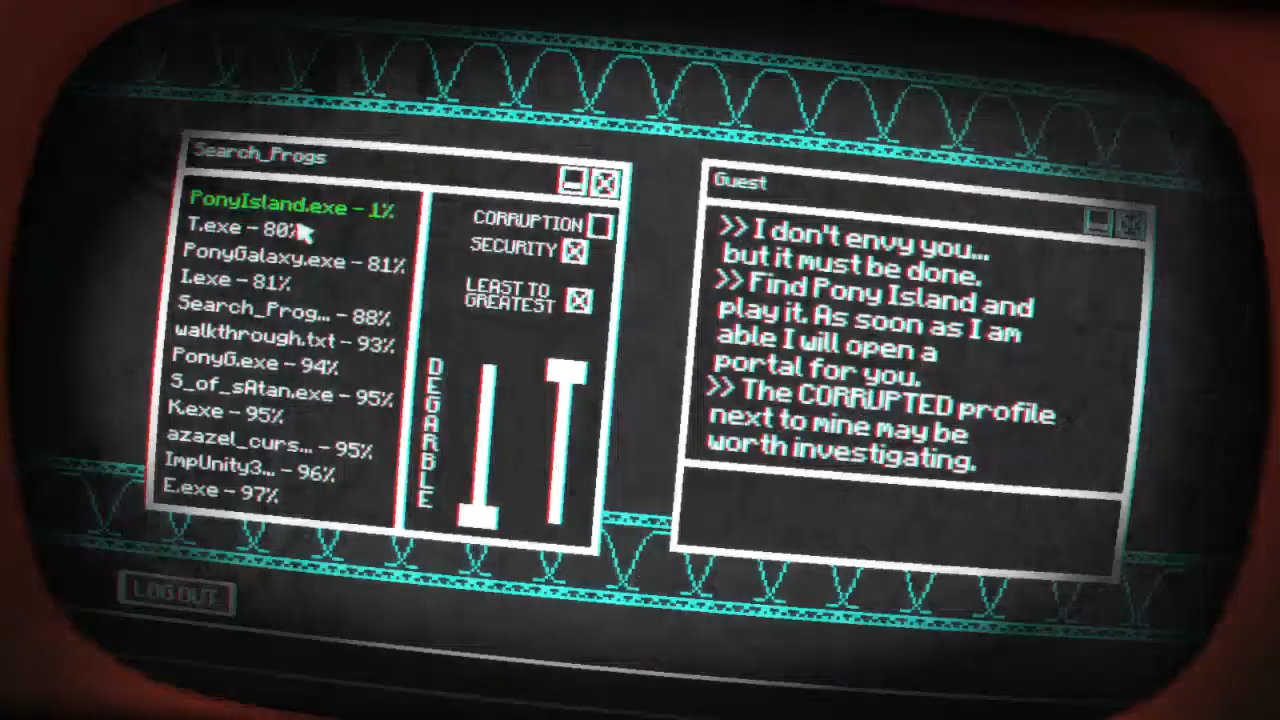 Search_Progs
PonyIsland.exe - 1%
T.exe - 80%
PonyGalaxy.exe - 81%
I.exe - 81%
Search_Prog... - 88%
walkthrough.txt - 93%
PonyG.exe - 94%
S_of_sAtan.exe - 95%
K.exe - 95%
azazel_curs... - 95%
ImpUnity3... - 96%
E.exe - 97%
CORRUPTION
SECURITY
LEAST TO
GREATEST
DEGARBLE
Guest
>> I don't envy you...
but it must be done.
>> Find Pony Island and
play it. As soon as I am
able I will open a
portal for you.
>> The CORRUPTED profile
next to mine may be
worth investigating.
LOG OUT